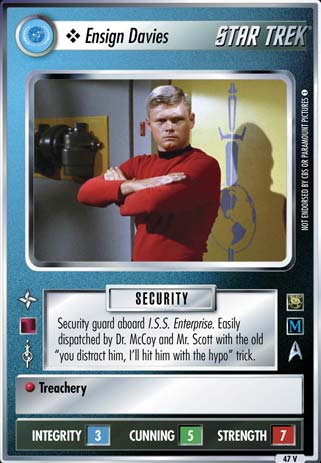 ❖ Ensign Davies
STAR TREK
NOT ENDORSED BY CBS OR PARAMOUNT PICTURES
SECURITY
Security guard aboard I.S.S. Enterprise. Easily
dispatched by Dr. McCoy and Mr. Scott with the old
"you distract him, I'll hit him with the hypo" trick.
M
Treachery
INTEGRITY 3 CUNNING 5 STRENGTH 7
47 V